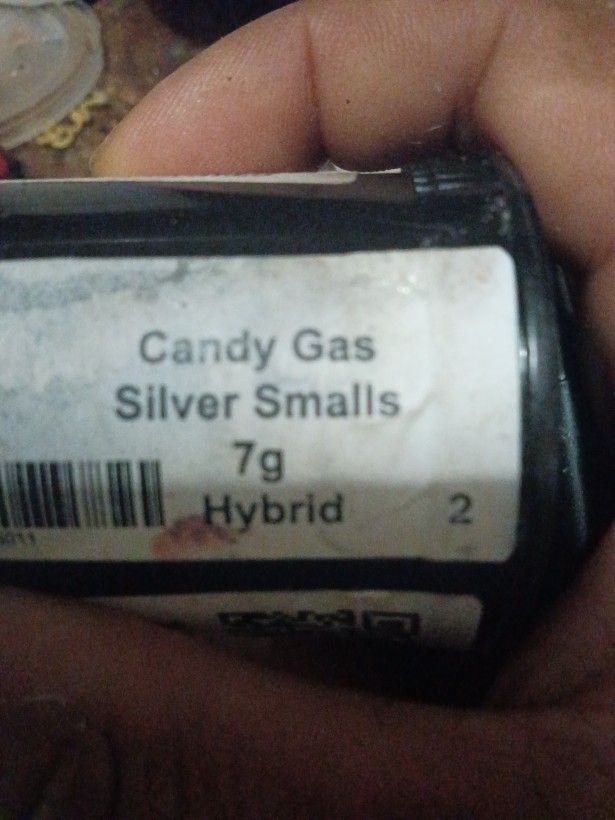 Candy Gas
Silver Smalls
7g
Hybrid 2